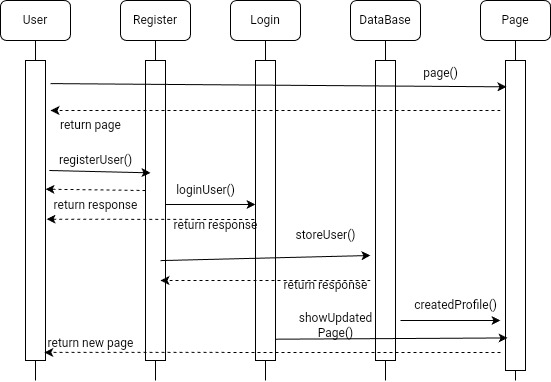 User
Register
Login
DataBase
Page
page()
return page
registerUser()
loginUser()
return response
return response
storeUser()
return response
createdProfile()
showUpdated
Page()
return new page